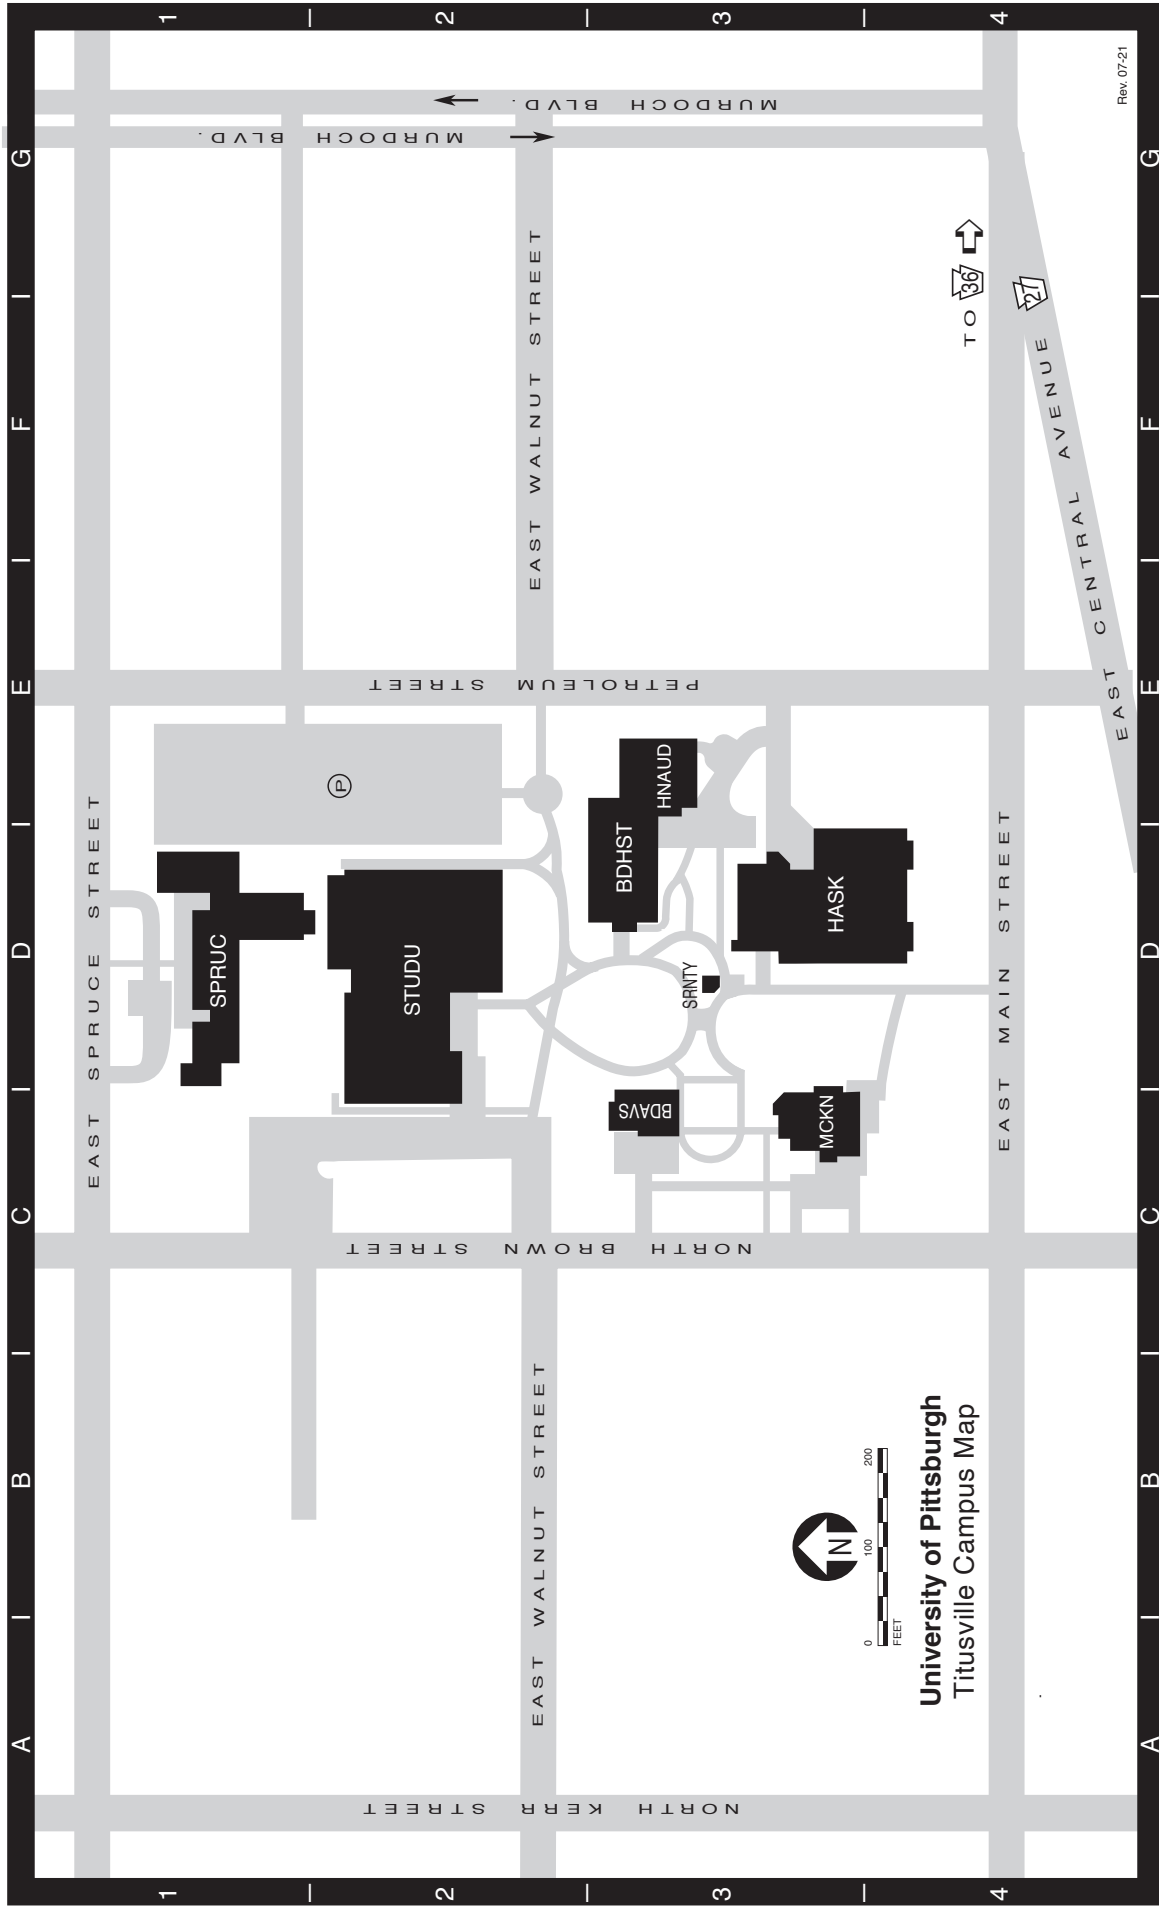 A
B
C
D
E
F
G
1
1
2
2
3
3
4
4
A
B
C
D
E
F
G
EAST SPRUCE STREET
MURDOCH BLVD.
MURDOCH BLVD.
SPRUC
P
STUDU
EAST WALNUT STREET
EAST WALNUT STREET
NORTH KERR STREET
NORTH BROWN STREET
PETROLEUM STREET
BDAVS
BDHST
HNAUD
SRNTY
MCKN
HASK
EAST MAIN STREET
TO 36
27
EAST CENTRAL AVENUE
N
0 100 200
FEET
University of Pittsburgh
Titusville Campus Map
Rev. 07-21